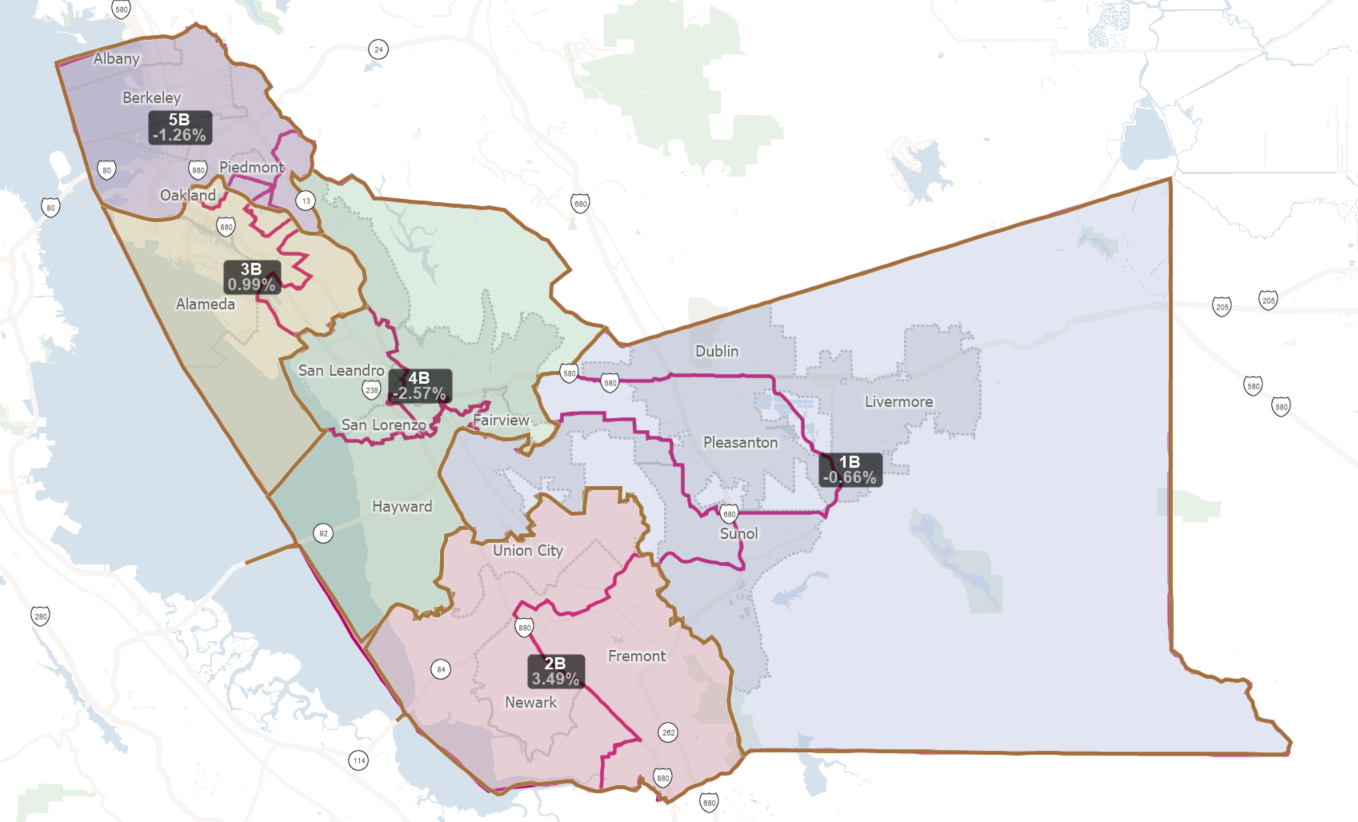 580
24
Albany
Berkeley
5B
-1.26%
80
980
Piedmont
Oakland
13
80
680
880
3B
0.99%
Alameda
205
205
Dublin
San Leandro
238
4B
-2.57%
580
580
580
580
Livermore
San Lorenzo
Fairview
Pleasanton
1B
-0.66%
Hayward
680
92
Sunol
Union City
280
880
84
Fremont
2B
3.49%
Newark
262
114
880
680